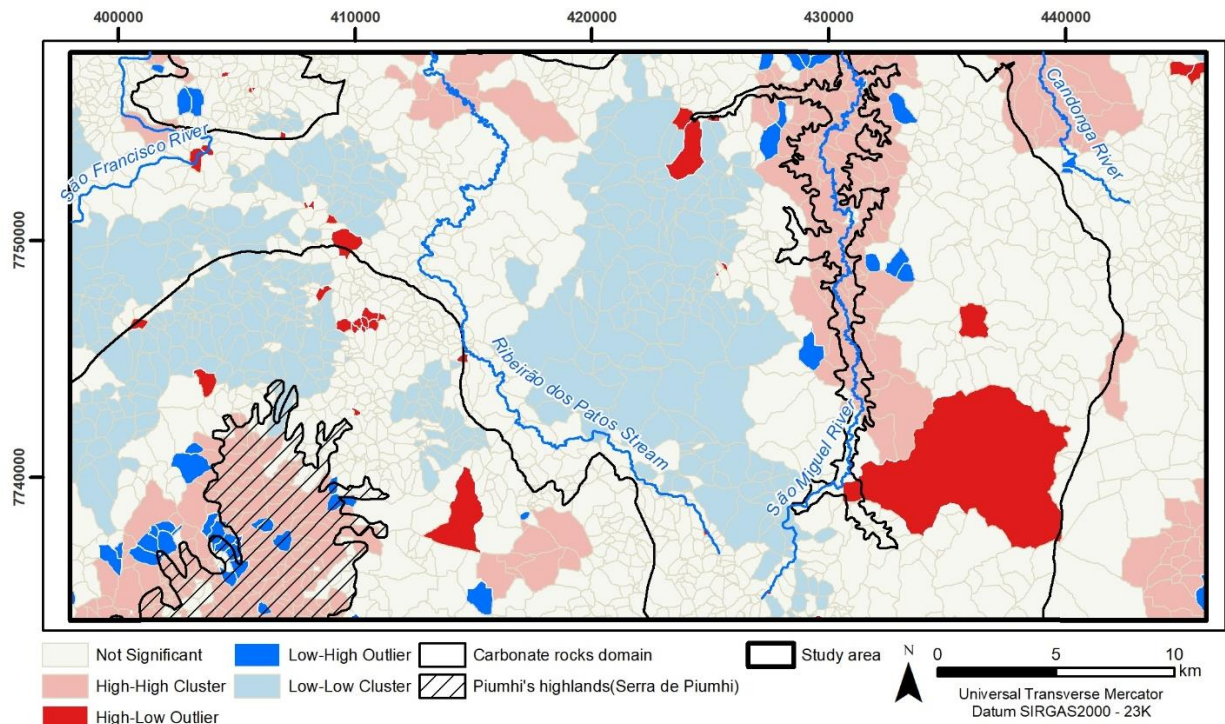 400000 410000 420000 430000 440000
7750000
7740000
São Francisco River
Ribeirão dos Patos Stream
São Miguel River
Candonga River
Not Significant
High-High Cluster
High-Low Outlier
Low-High Outlier
Low-Low Cluster
Carbonate rocks domain
Piumhi's highlands(Serra de Piumhi)
Study area
N
0 5 10
km
Universal Transverse Mercator
Datum SIRGAS2000 - 23K